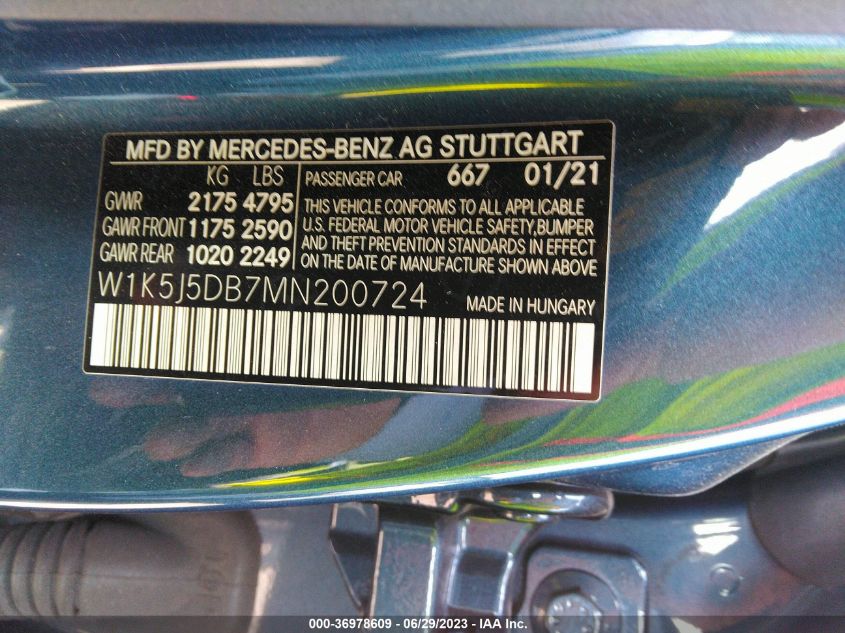 MFD BY MERCEDES-BENZ AG STUTTGART
KG LBS
GVWR 2175 4795
GAWR FRONT 1175 2590
GAWR REAR 1020 2249
PASSENGER CAR 667 01/21
THIS VEHICLE CONFORMS TO ALL APPLICABLE
U.S. FEDERAL MOTOR VEHICLE SAFETY,BUMPER
AND THEFT PREVENTION STANDARDS IN EFFECT
ON THE DATE OF MANUFACTURE SHOWN ABOVE
W1K5J5DB7MN200724
MADE IN HUNGARY
000-36978609 / 06/29/2023 - IAA Inc.